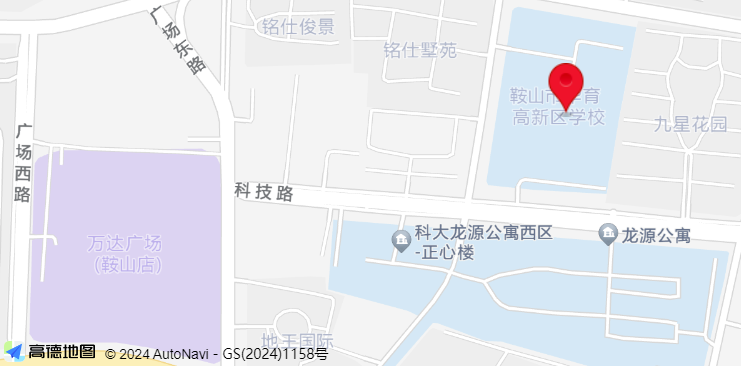 广场东路
铭仕俊景
铭仕墅苑
鞍山市华育
高新区学校
九星花园
广场西路
科技路
万达广场
(鞍山店)
科大龙源公寓西区
-正心楼
龙源公寓
地王国际
高德地图
© 2024 AutoNavi - GS(2024)1158号